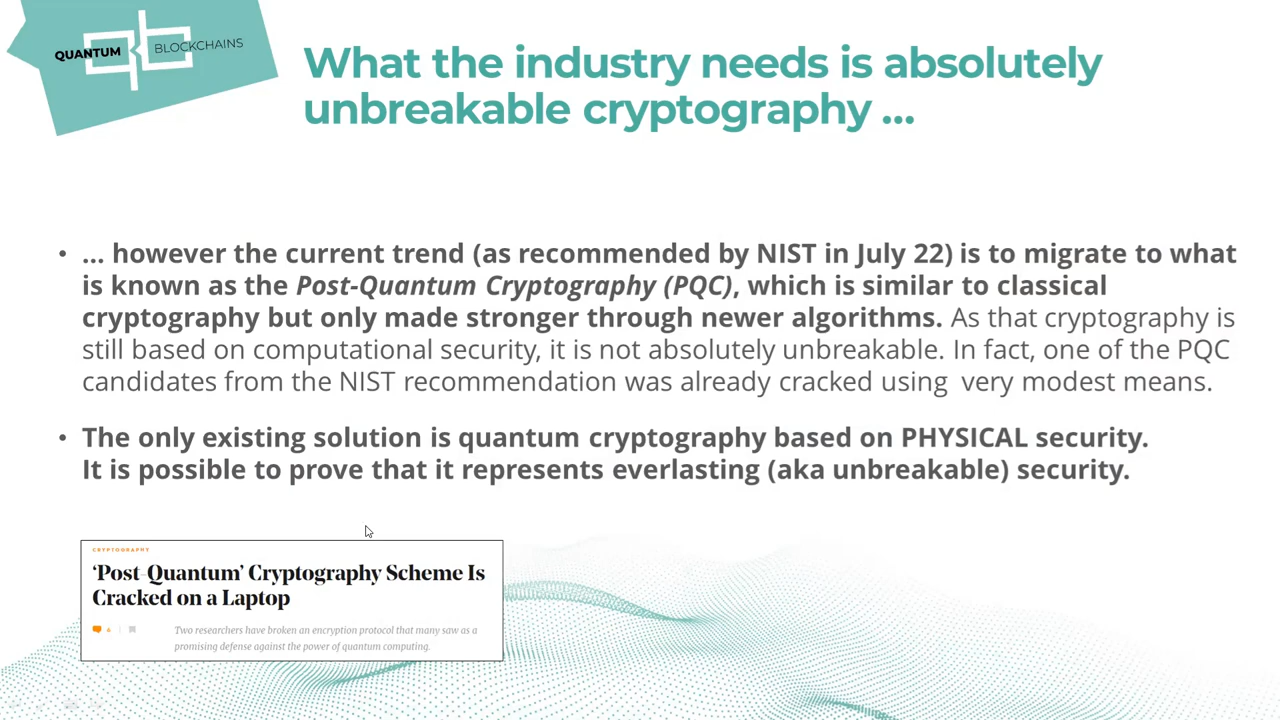 QUANTUM BLOCKCHAINS
What the industry needs is absolutely
unbreakable cryptography ...
• ... however the current trend (as recommended by NIST in July 22) is to migrate to what
is known as the Post-Quantum Cryptography (PQC), which is similar to classical
cryptography but only made stronger through newer algorithms. As that cryptography is
still based on computational security, it is not absolutely unbreakable. In fact, one of the PQC
candidates from the NIST recommendation was already cracked using  very modest means.
• The only existing solution is quantum cryptography based on PHYSICAL security.
It is possible to prove that it represents everlasting (aka unbreakable) security.
CRYPTOGRAPHY
‘Post-Quantum’ Cryptography Scheme Is
Cracked on a Laptop
Two researchers have broken an encryption protocol that many saw as a
promising defense against the power of quantum computing.